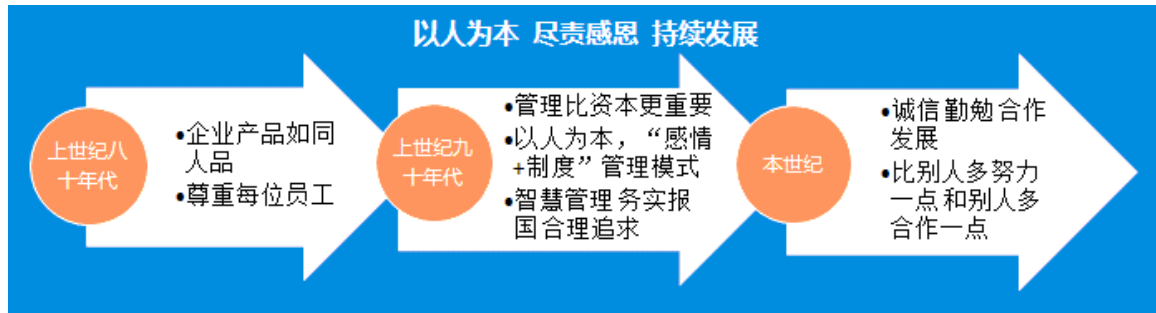 以人为本 尽责感恩 持续发展
上世纪八
十年代
•企业产品如同
人品
•尊重每位员工
上世纪九
十年代
•管理比资本更重要
•以人为本，“感情
+制度”管理模式
•智慧管理 务实报
国 合理追求
本世纪
•诚信 勤勉 合作
发展
•比别人多努力
一点 和别人多
合作一点